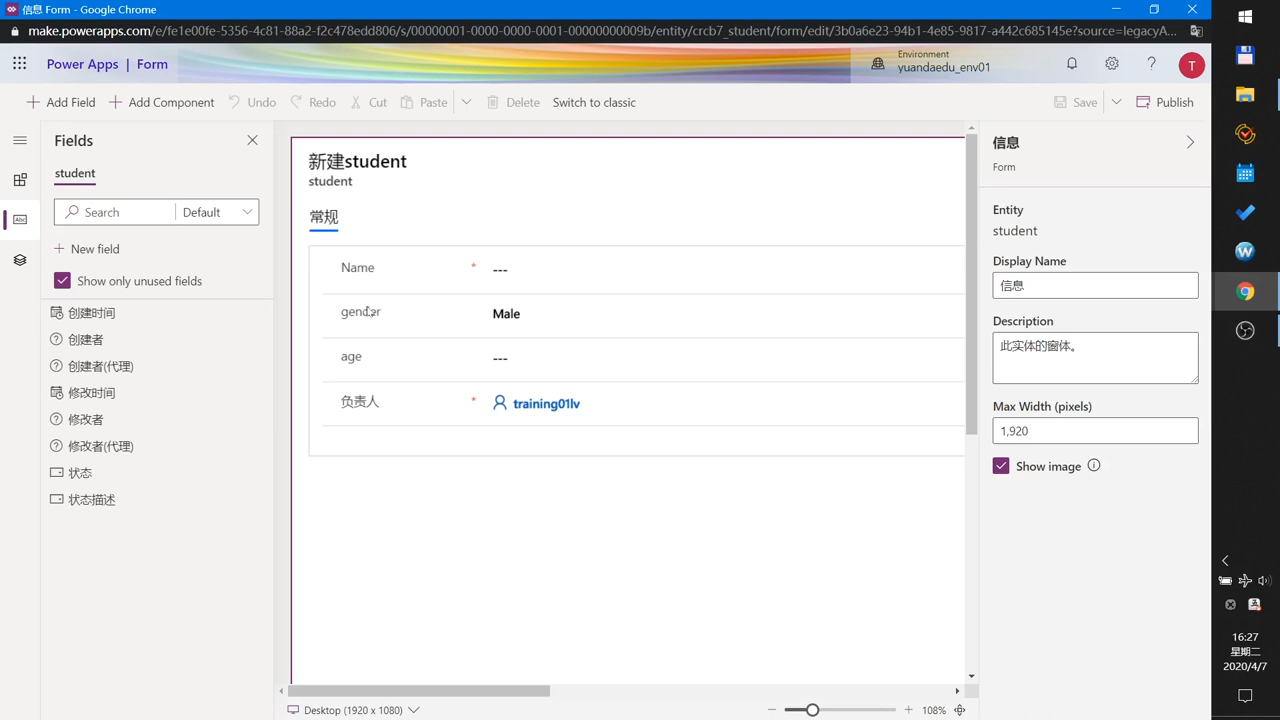 信息 Form - Google Chrome
make.powerapps.com/e/fe1e00fe-5356-4c81-88a2-f2c478edd806/s/00000001-0000-0000-0001-00000000009b/entity/crcb7_student/form/edit/3b0a6e23-94b1-4e85-9817-a442c685145e?source=legacyA...
Power Apps | Form
Environment
yuandaedu_env01
T
Add Field
Add Component
Undo
Redo
Cut
Paste
Delete
Switch to classic
Save
Publish
Fields
student
Search
Default
New field
Show only unused fields
创建时间
创建者
创建者(代理)
修改时间
修改者
修改者(代理)
状态
状态描述
新建student
student
常规
Name * ---
gender Male
age ---
负责人 * training01lv
Desktop (1920 x 1080)
108%
信息
Form
Entity
student
Display Name
信息
Description
此实体的窗体。
Max Width (pixels)
1,920
Show image
16:27
星期二
2020/4/7